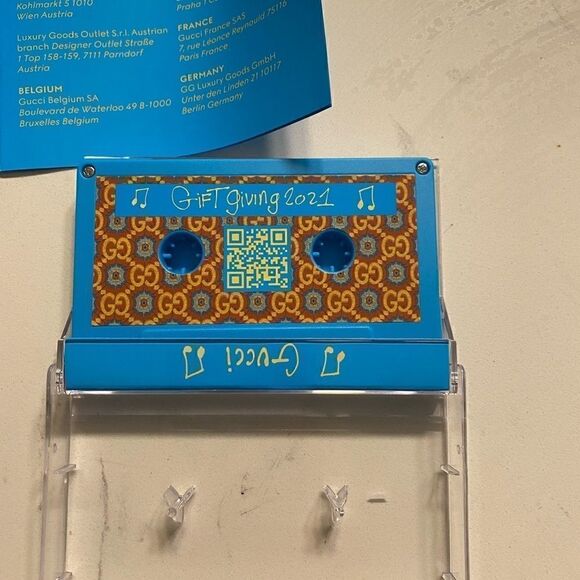 Kohlmarkt 5 1010
Wien Austria
Luxury Goods Outlet S.r.l. Austrian
branch Designer Outlet Straße
1 Top 158-159, 7111 Parndorf
Austria
BELGIUM
Gucci Belgium SA
Boulevard de Waterloo 49 B-1000
Bruxelles Belgium
Praha 1 Czech
FRANCE
Gucci France SAS
7, rue Léonce Reynauld 75116
Paris France
GERMANY
GG Luxury Goods GmbH
Unter den Linden 21 10117
Berlin Germany
GiFT giving 2021
Gucci